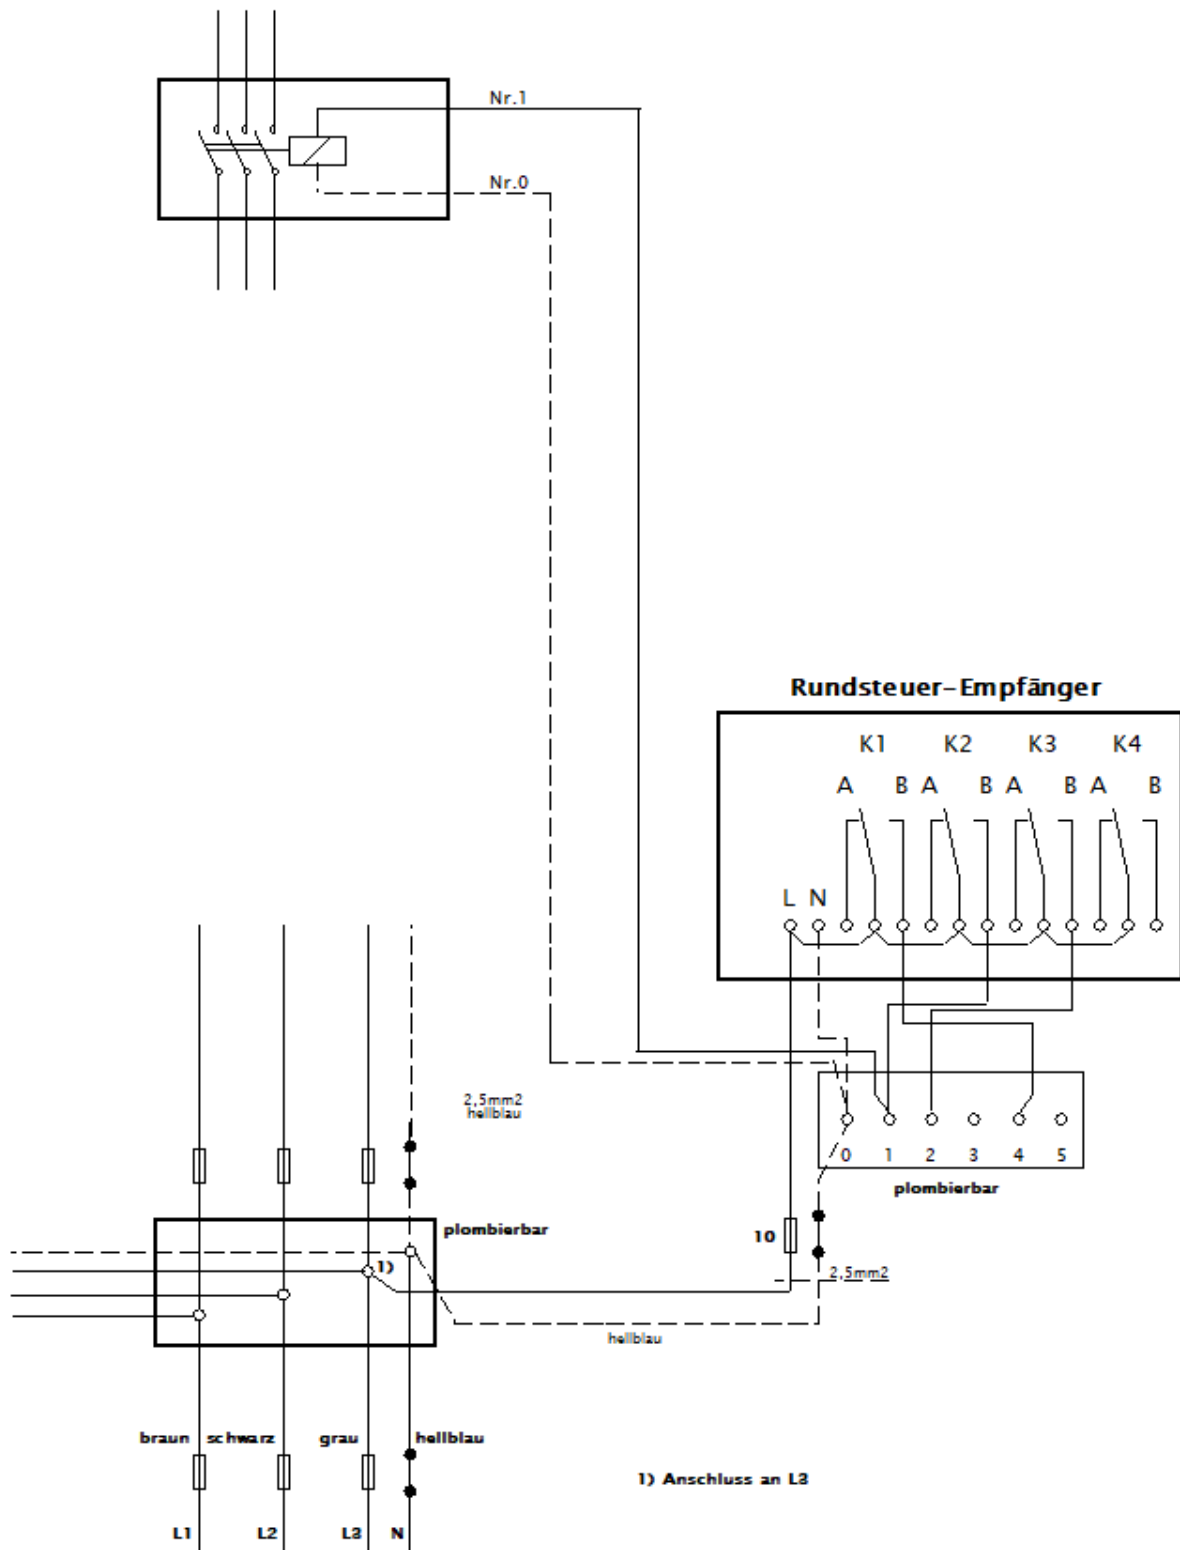 Nr.1
Nr.0
Rundsteuer-Empfänger
K1 K2 K3 K4
A B A B A B A B
L N
2,5mm2
hellblau
0 1 2 3 4 5
plombierbar
plombierbar
10
1)
2,5mm2
hellblau
braun schwarz grau hellblau
1) Anschluss an L3
L1 L2 L3 N